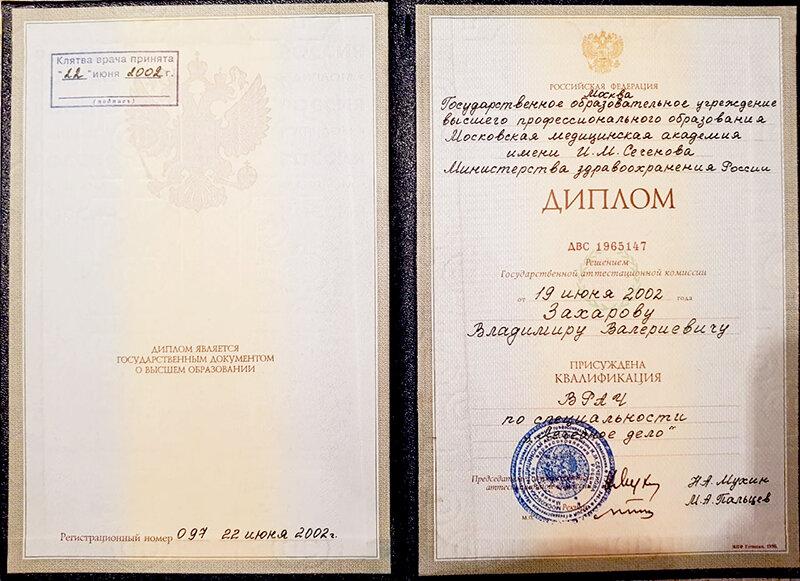 Клятва врача принята
"22" июня 2002 г.
(подпись)
ДИПЛОМ ЯВЛЯЕТСЯ
ГОСУДАРСТВЕННЫМ ДОКУМЕНТОМ
О ВЫСШЕМ ОБРАЗОВАНИИ
Регистрационный номер 097 22 июня 2002г.
РОССИЙСКАЯ ФЕДЕРАЦИЯ
Москва
Государственное образовательное учреждение
высшего профессионального образования
Московская медицинская академия
имени И.М. Сеченова
Министерства здравоохранения России
ДИПЛОМ
ДВС 1965147
Решением
Государственной аттестационной комиссии
от 19 июня 2002 года
Захарову
Владимиру Валериевичу
ПРИСУЖДЕНА
КВАЛИФИКАЦИЯ
ВРАЧ
по специальности
"Лечебное дело"
Председатель
Н.А. Мухин
М.А. Пальцев